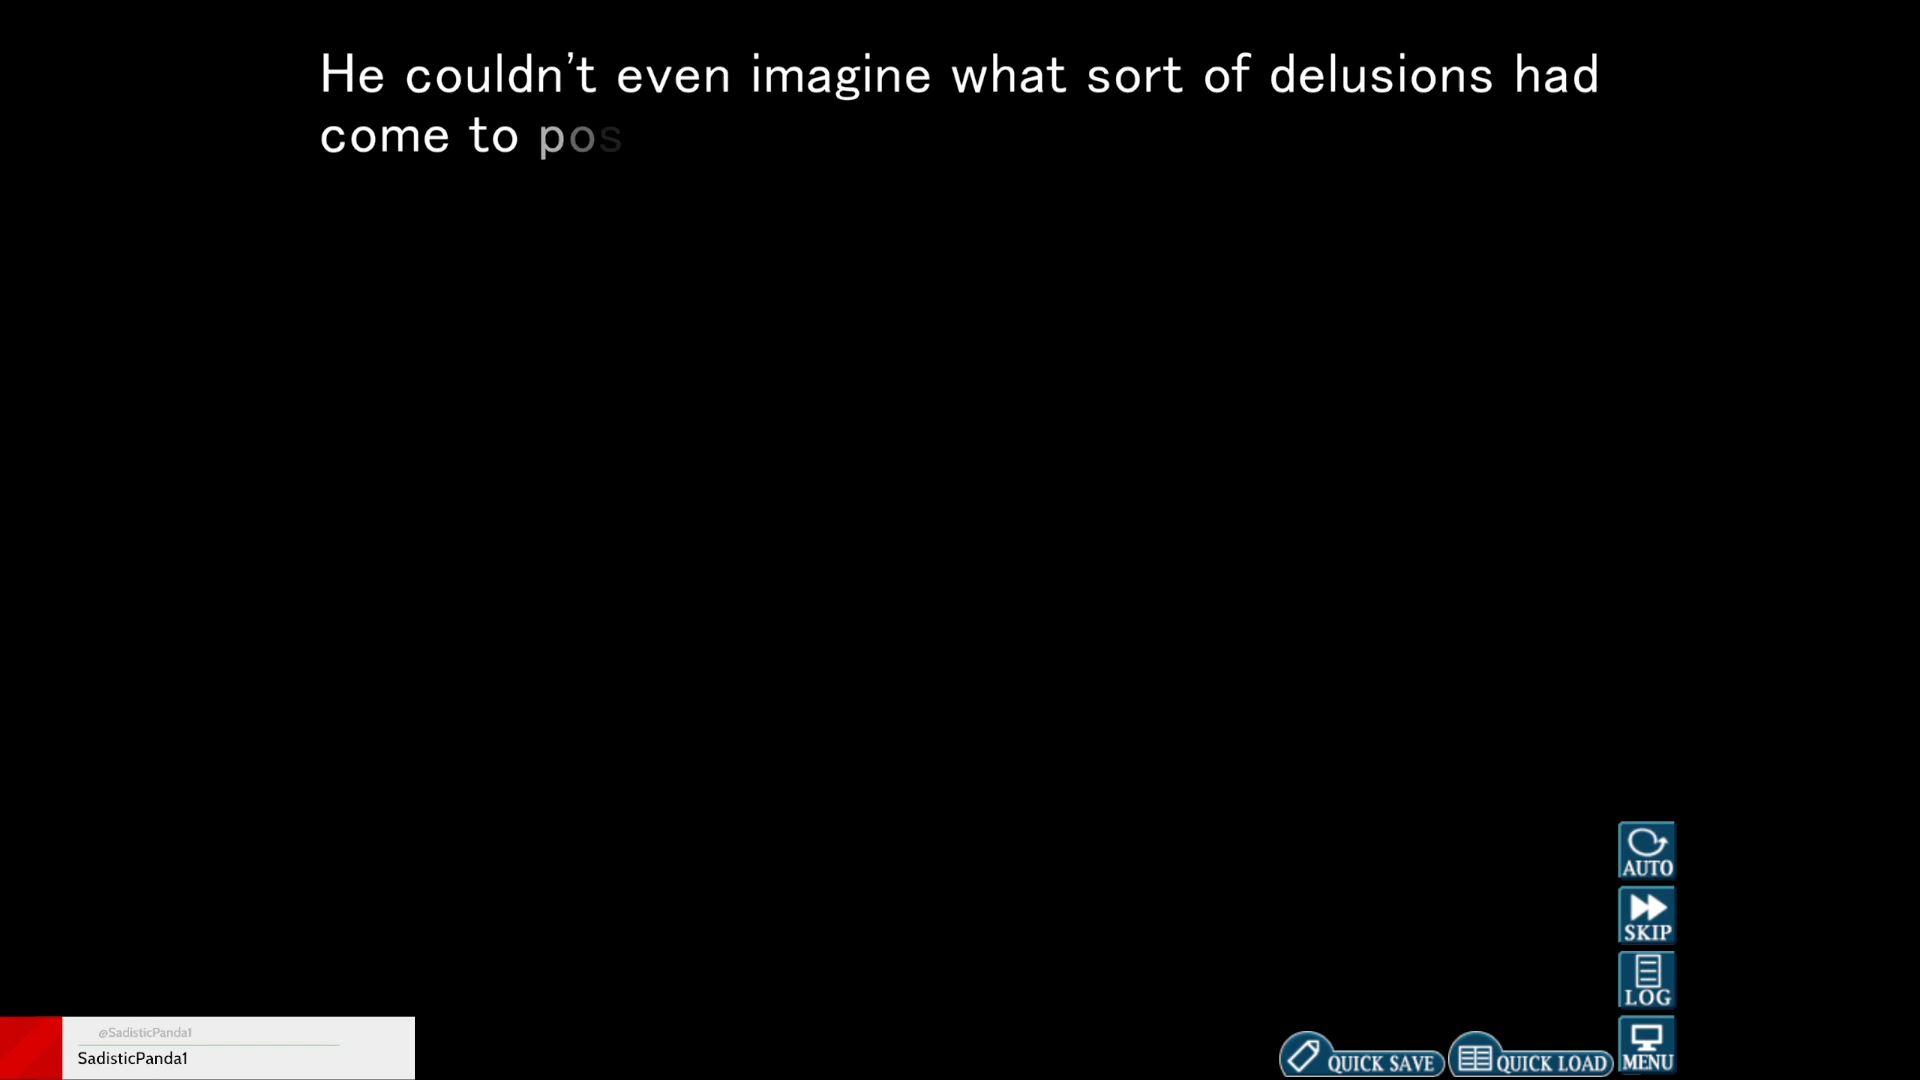 He couldn't even imagine what sort of delusions had
come to pos
AUTO
SKIP
LOG
MENU
QUICK SAVE
QUICK LOAD
@SadisticPanda1
SadisticPanda1